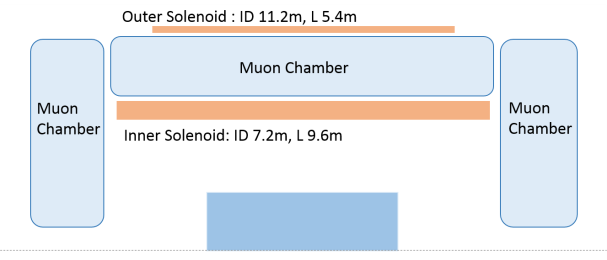 Outer Solenoid : ID 11.2m, L 5.4m
Muon Chamber
Muon
Chamber
Muon
Chamber
Inner Solenoid: ID 7.2m, L 9.6m